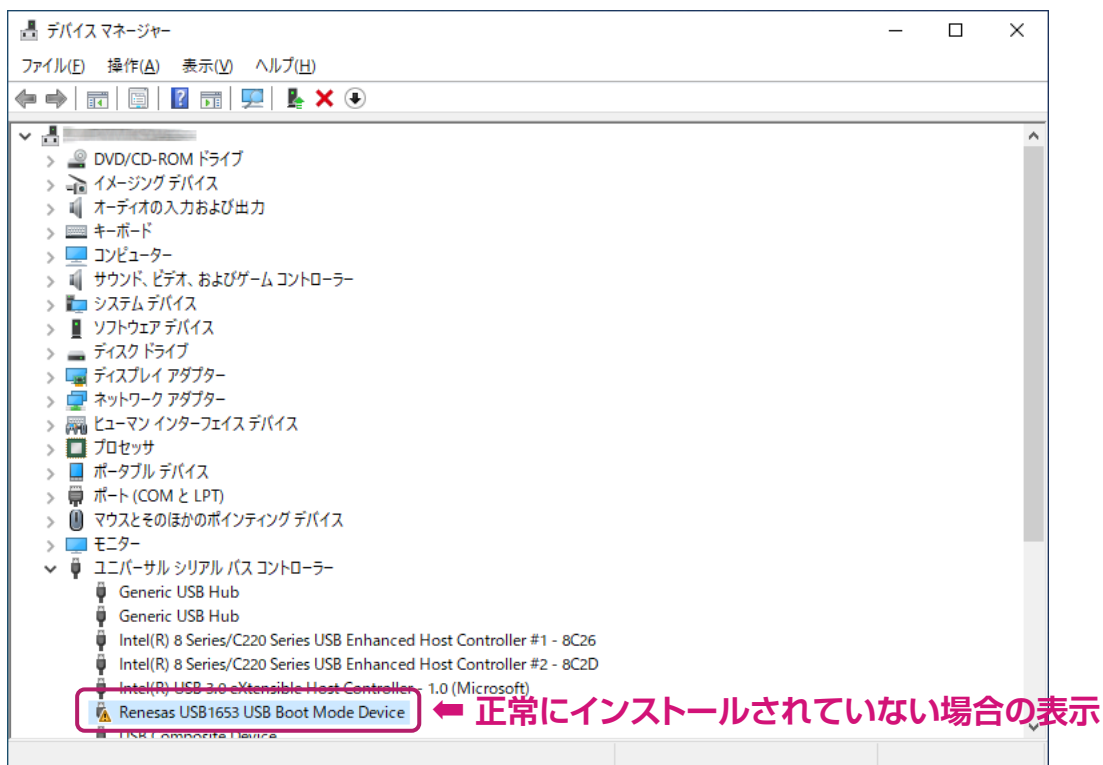 デバイス マネージャー
ファイル(F) 操作(A) 表示(V) ヘルプ(H)
DVD/CD-ROM ドライブ
イメージング デバイス
オーディオの入力および出力
キーボード
コンピューター
サウンド、ビデオ、およびゲーム コントローラー
システム デバイス
ソフトウェア デバイス
ディスク ドライブ
ディスプレイ アダプター
ネットワーク アダプター
ヒューマン インターフェイス デバイス
プロセッサ
ポータブル デバイス
ポート (COM と LPT)
マウスとそのほかのポインティング デバイス
モニター
ユニバーサル シリアル バス コントローラー
Generic USB Hub
Generic USB Hub
Intel(R) 8 Series/C220 Series USB Enhanced Host Controller #1 - 8C26
Intel(R) 8 Series/C220 Series USB Enhanced Host Controller #2 - 8C2D
Intel(R) USB 3.0 eXtensible Host Controller - 1.0 (Microsoft)
Renesas USB1653 USB Boot Mode Device ⬅ 正常にインストールされていない場合の表示
USB Composite Device